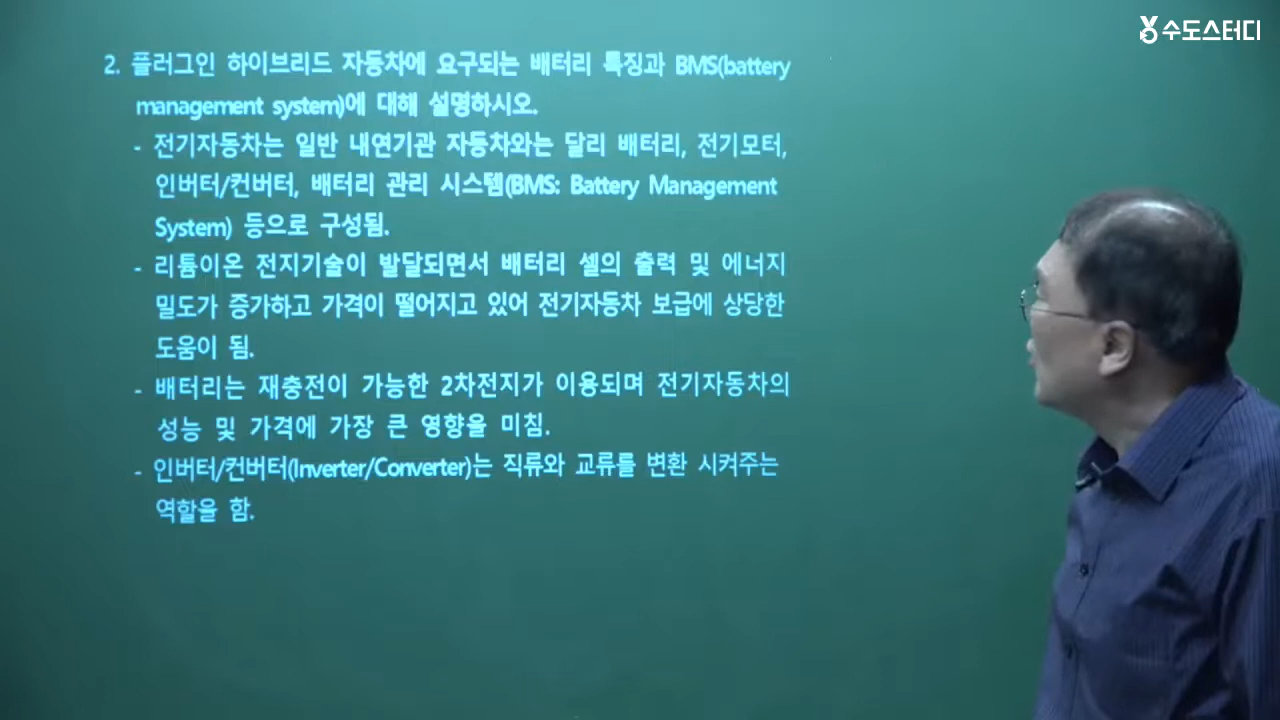 수도스터디
2. 플러그인 하이브리드 자동차에 요구되는 배터리 특징과 BMS(battery
management system)에 대해 설명하시오.
- 전기자동차는 일반 내연기관 자동차와는 달리 배터리, 전기모터,
인버터/컨버터, 배터리 관리 시스템(BMS: Battery Management
System) 등으로 구성됨.
- 리튬이온 전지기술이 발달되면서 배터리 셀의 출력 및 에너지
밀도가 증가하고 가격이 떨어지고 있어 전기자동차 보급에 상당한
도움이 됨.
- 배터리는 재충전이 가능한 2차전지가 이용되며 전기자동차의
성능 및 가격에 가장 큰 영향을 미침.
- 인버터/컨버터(Inverter/Converter)는 직류와 교류를 변환 시켜주는
역할을 함.